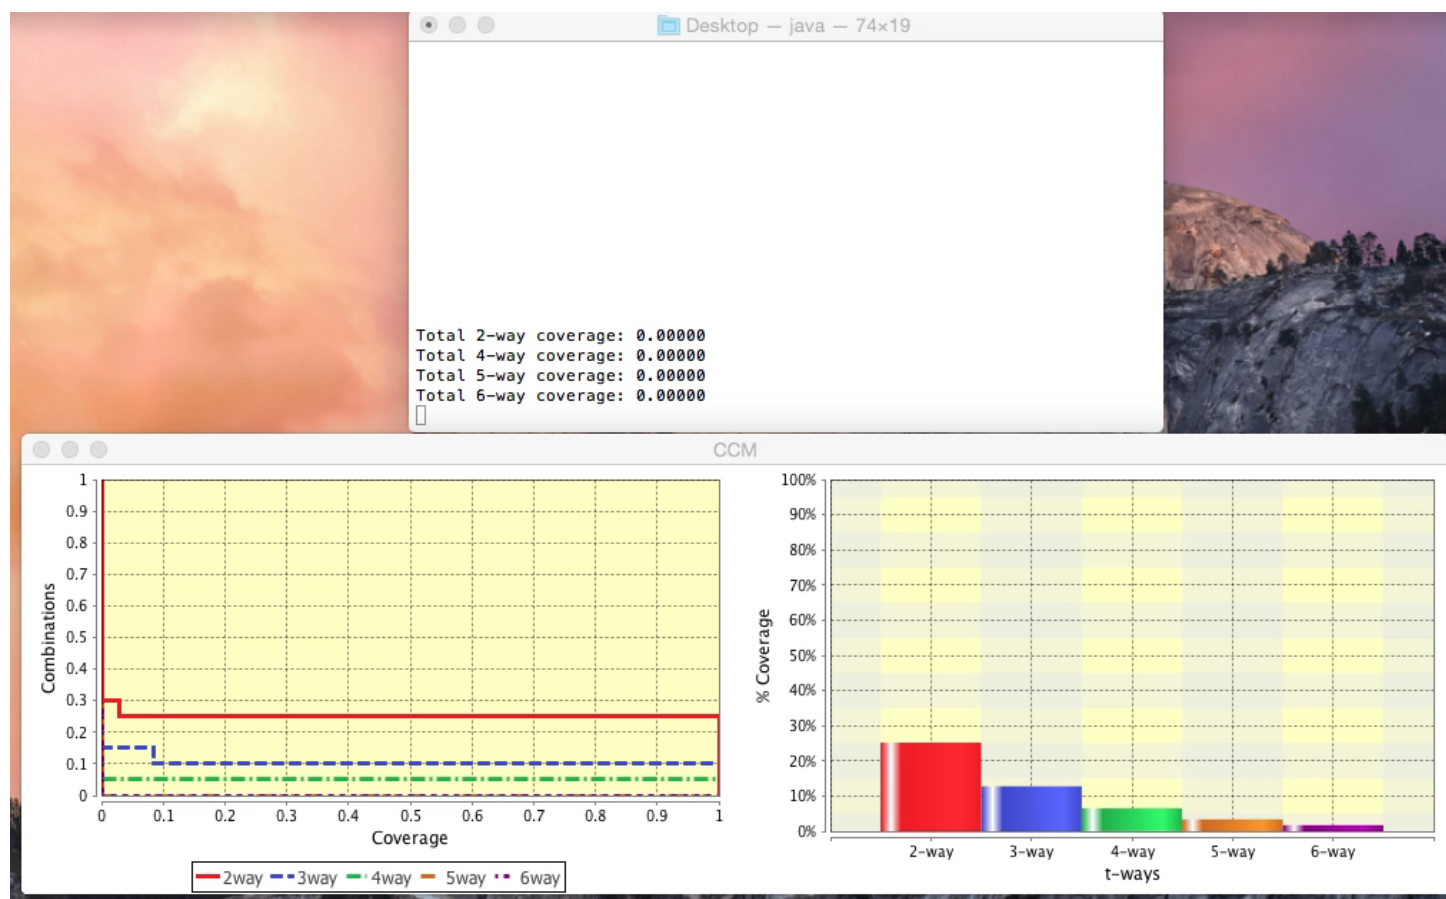 Desktop — java — 74×19
Total 2-way coverage: 0.00000
Total 4-way coverage: 0.00000
Total 5-way coverage: 0.00000
Total 6-way coverage: 0.00000
CCM
1
0.9
0.8
0.7
0.6
0.5
0.4
0.3
0.2
0.1
0
Combinations
0 0.1 0.2 0.3 0.4 0.5 0.6 0.7 0.8 0.9 1
Coverage
2way 3way 4way 5way 6way
100%
90%
80%
70%
60%
50%
40%
30%
20%
10%
0%
% Coverage
2-way 3-way 4-way 5-way 6-way
t-ways